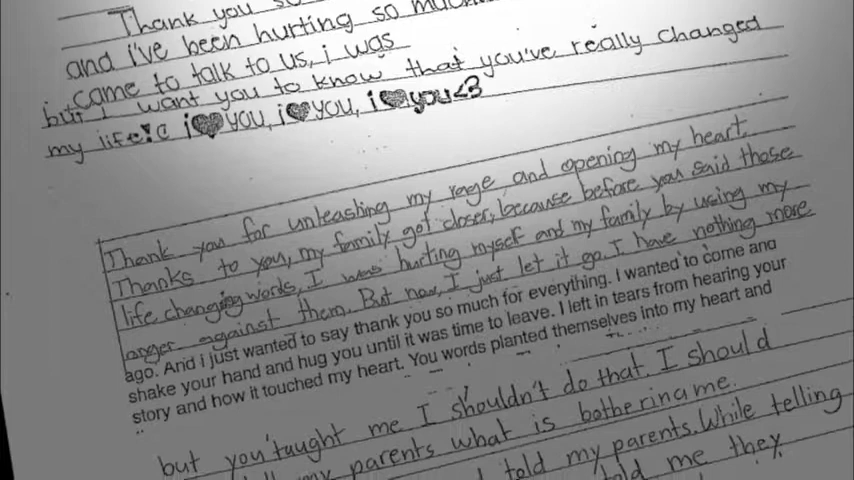 Thank you so
and i've been hurting so much
came to talk to us, i was
but i want you to know that you've really changed
my life! i♥you, i♥you, i♥you<3
Thank you for unleashing my rage and opening my heart.
Thanks to you, my family got closer, because before you said those
life changing words, I was hurting myself and my family by using my
anger against them. But now, I just let it go. I have nothing more
ago. And i just wanted to say thank you so much for everything. I wanted to come and
shake your hand and hug you until it was time to leave. I left in tears from hearing your
story and how it touched my heart. You words planted themselves into my heart and
but you taught me I shouldn't do that. I should
my parents what is bothering me.
I told my parents. While telling
told me they